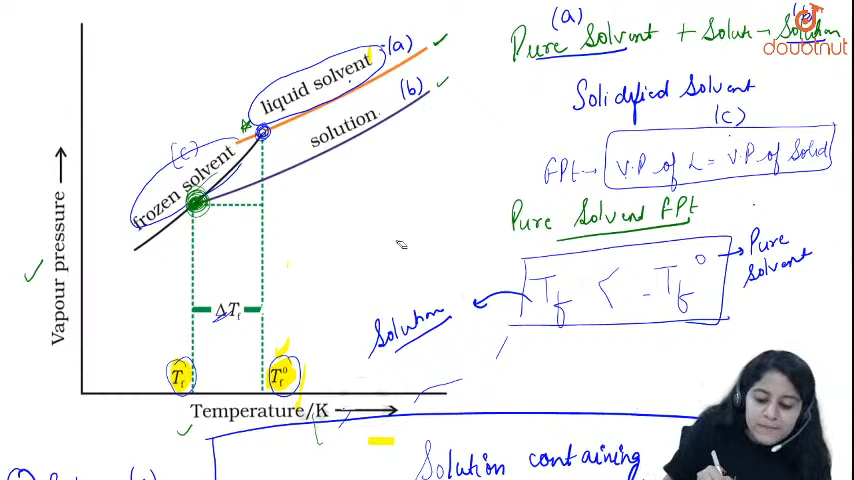 (a)
(b)
Pure Solvent + Solut → Solution
doubtnut
Solidified Solvent
(C)
FPt → V.P of L = V.P of Solid
Pure Solvent FPt
Tf < Tf° → Pure Solvent
Solution
liquid solvent (a)
(b)
solution
(c)
frozen solvent
Vapour pressure
ΔTf
Tf
Tf°
Temperature/K
Solution containing